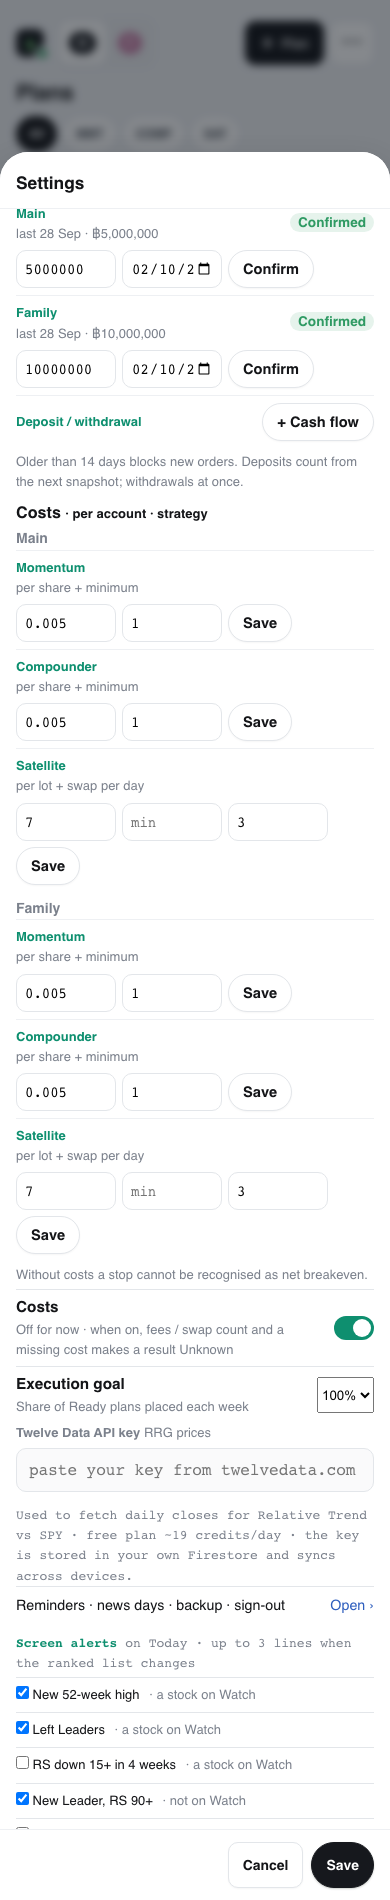 Plans
Settings
Main
last 28 Sep · ฿5,000,000
Confirmed
5000000
02/10/2
Confirm
Family
last 28 Sep · ฿10,000,000
Confirmed
10000000
02/10/2
Confirm
Deposit / withdrawal
+ Cash flow
Older than 14 days blocks new orders. Deposits count from
the next snapshot; withdrawals at once.
Costs · per account · strategy
Main
Momentum
per share + minimum
0.005
1
Save
Compounder
per share + minimum
0.005
1
Save
Satellite
per lot + swap per day
7
min
3
Save
Family
Momentum
per share + minimum
0.005
1
Save
Compounder
per share + minimum
0.005
1
Save
Satellite
per lot + swap per day
7
min
3
Save
Without costs a stop cannot be recognised as net breakeven.
Costs
Off for now · when on, fees / swap count and a
missing cost makes a result Unknown
Execution goal
Share of Ready plans placed each week
100%
Twelve Data API key RRG prices
paste your key from twelvedata.com
Used to fetch daily closes for Relative Trend
vs SPY · free plan ~19 credits/day · the key
is stored in your own Firestore and syncs
across devices.
Reminders · news days · backup · sign-out
Open ›
Screen alerts on Today · up to 3 lines when
the ranked list changes
New 52-week high · a stock on Watch
Left Leaders · a stock on Watch
RS down 15+ in 4 weeks · a stock on Watch
New Leader, RS 90+ · not on Watch
Cancel
Save